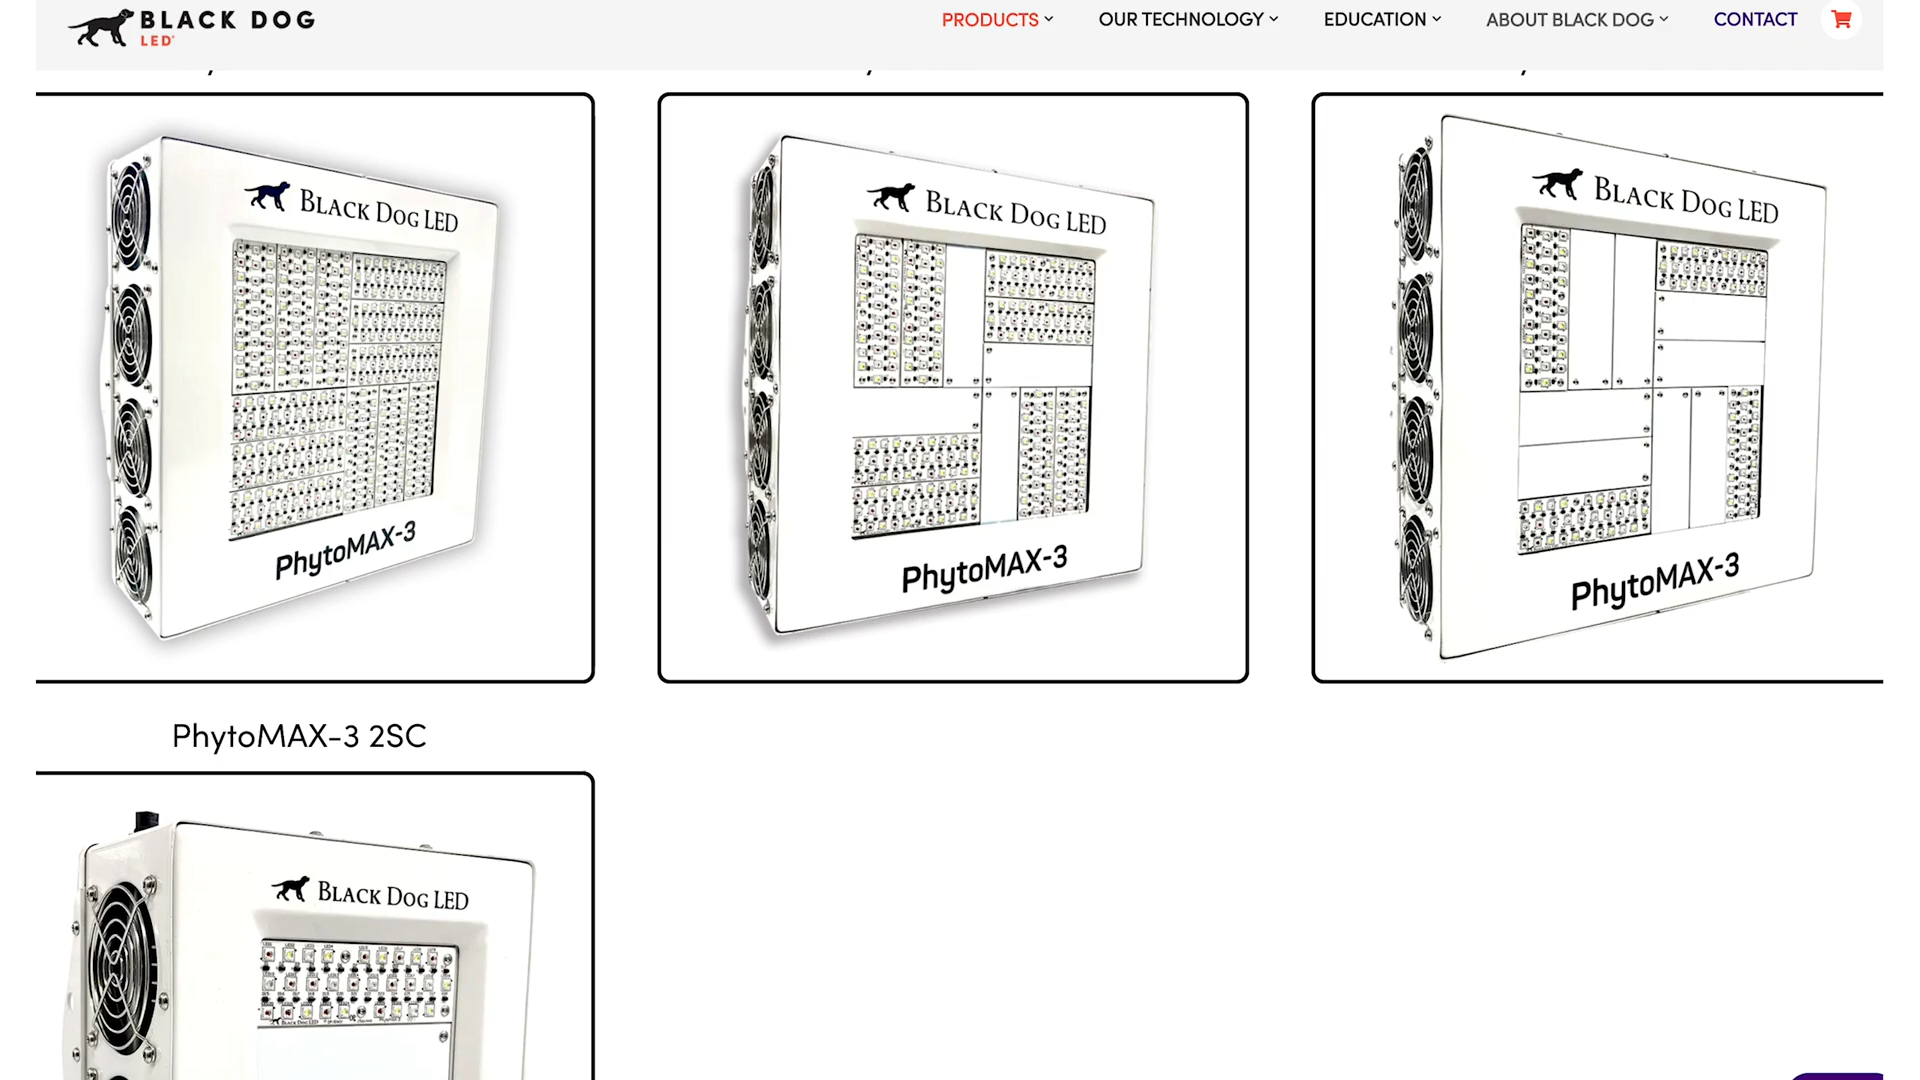 BLACK DOG
LED
PRODUCTS
OUR TECHNOLOGY
EDUCATION
ABOUT BLACK DOG
CONTACT
BLACK DOG LED
PhytoMAX-3
BLACK DOG LED
PhytoMAX-3
BLACK DOG LED
PhytoMAX-3
PhytoMAX-3 2SC
BLACK DOG LED